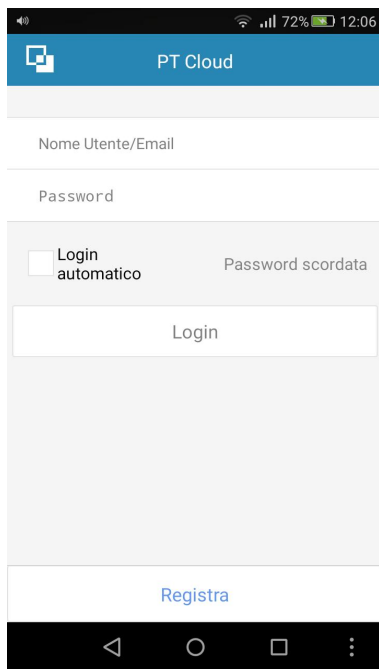 72% 12:06
PT Cloud
Nome Utente/Email
Password
Login
automatico
Password scordata
Login
Registra